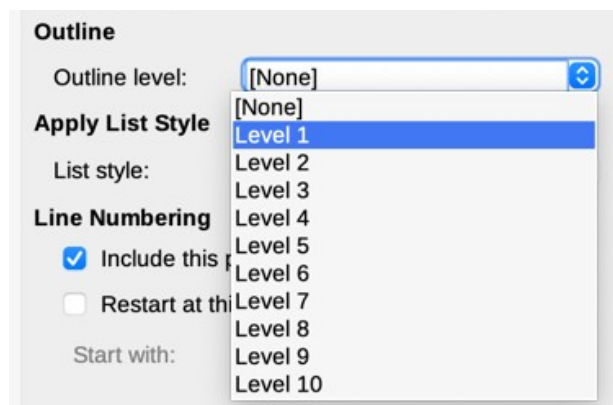 Outline
Outline level: [None]
[None]
Apply List Style
Level 1
List style:
Level 2
Level 3
Line Numbering
Level 4
Level 5
Include this
Level 6
Restart at thi
Level 7
Level 8
Start with:
Level 9
Level 10